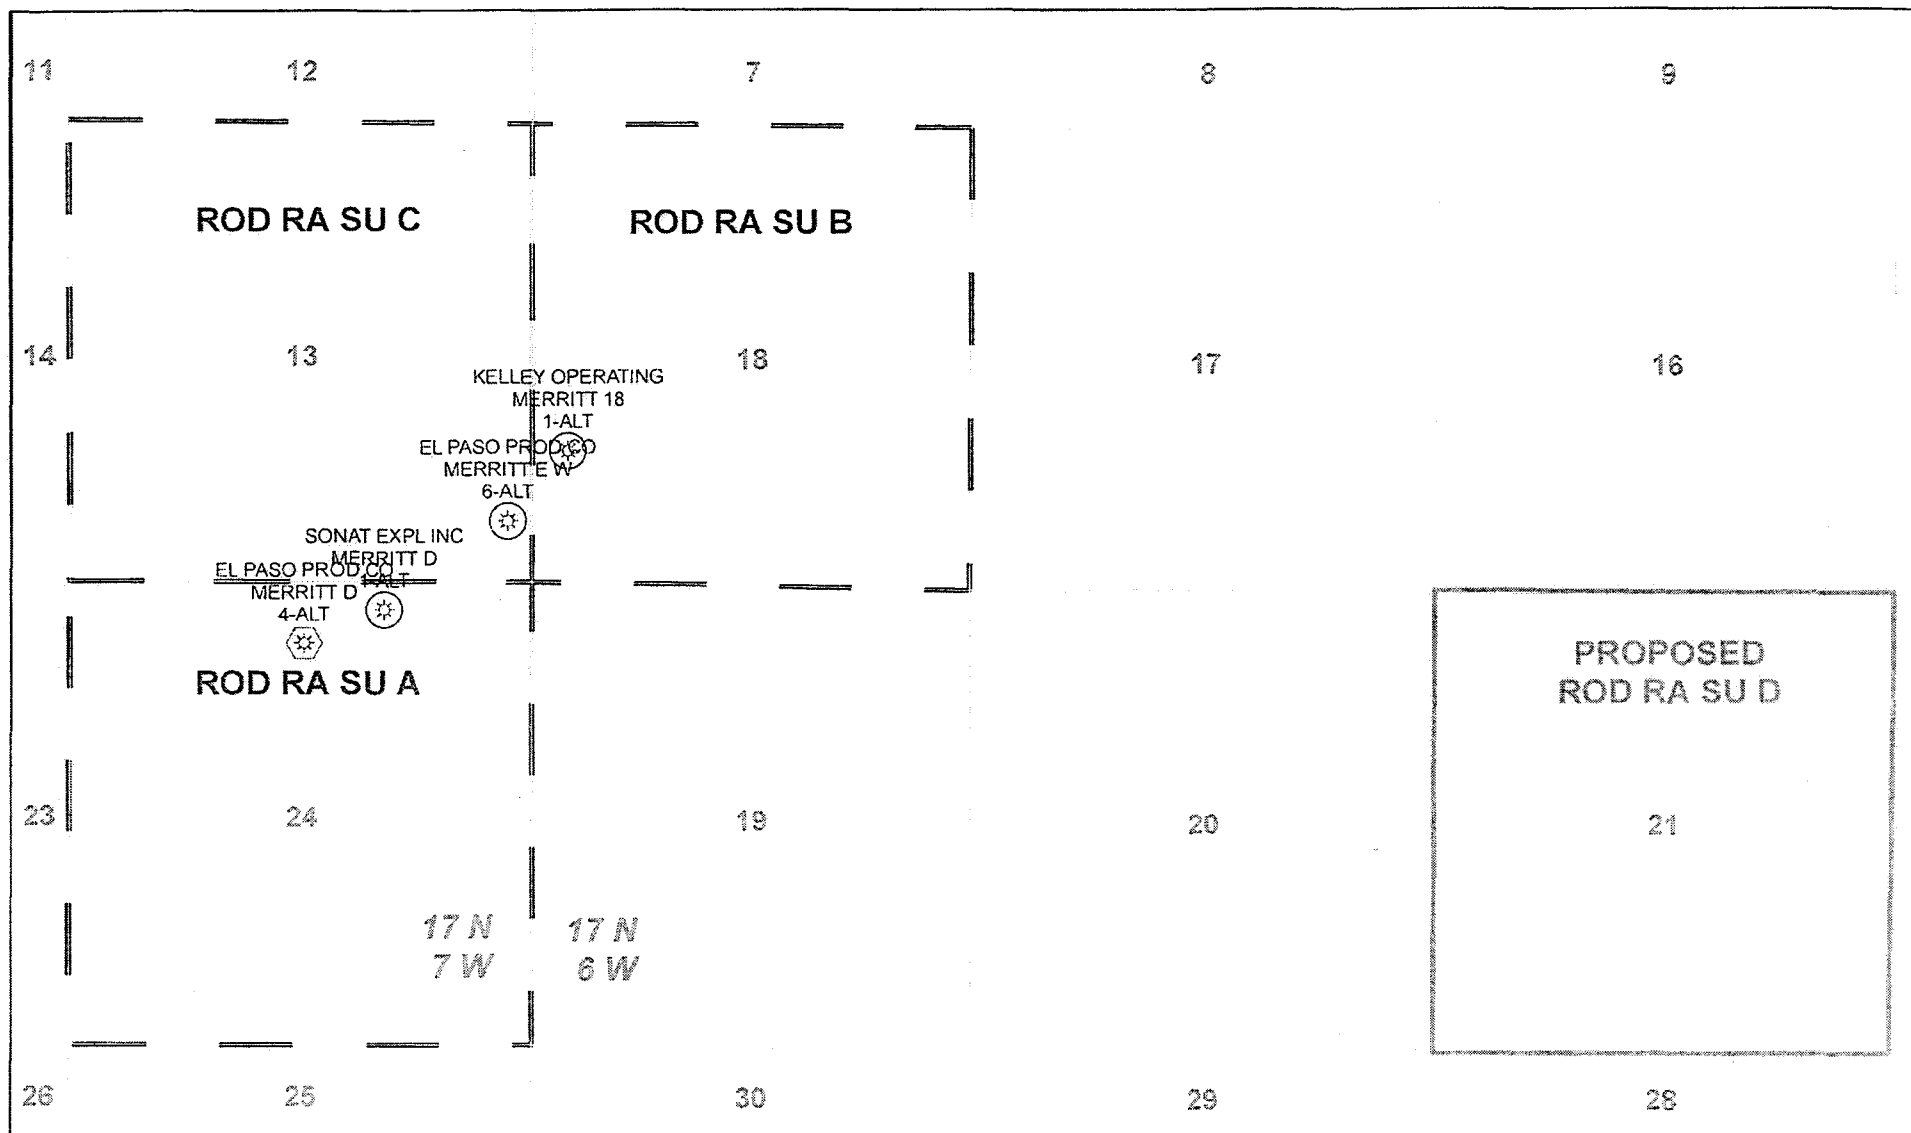 11
12
7
8
9
ROD RA SU C
ROD RA SU B
14
13
18
17
16
KELLEY OPERATING
MERRITT 18
1-ALT
EL PASO PROD CO
MERRITT E W
6-ALT
SONAT EXPL INC
MERRITT D
1-ALT
EL PASO PROD CO
MERRITT D
4-ALT
ROD RA SU A
PROPOSED
ROD RA SU D
23
24
19
20
21
17 N
7 W
17 N
6 W
26
25
30
29
28